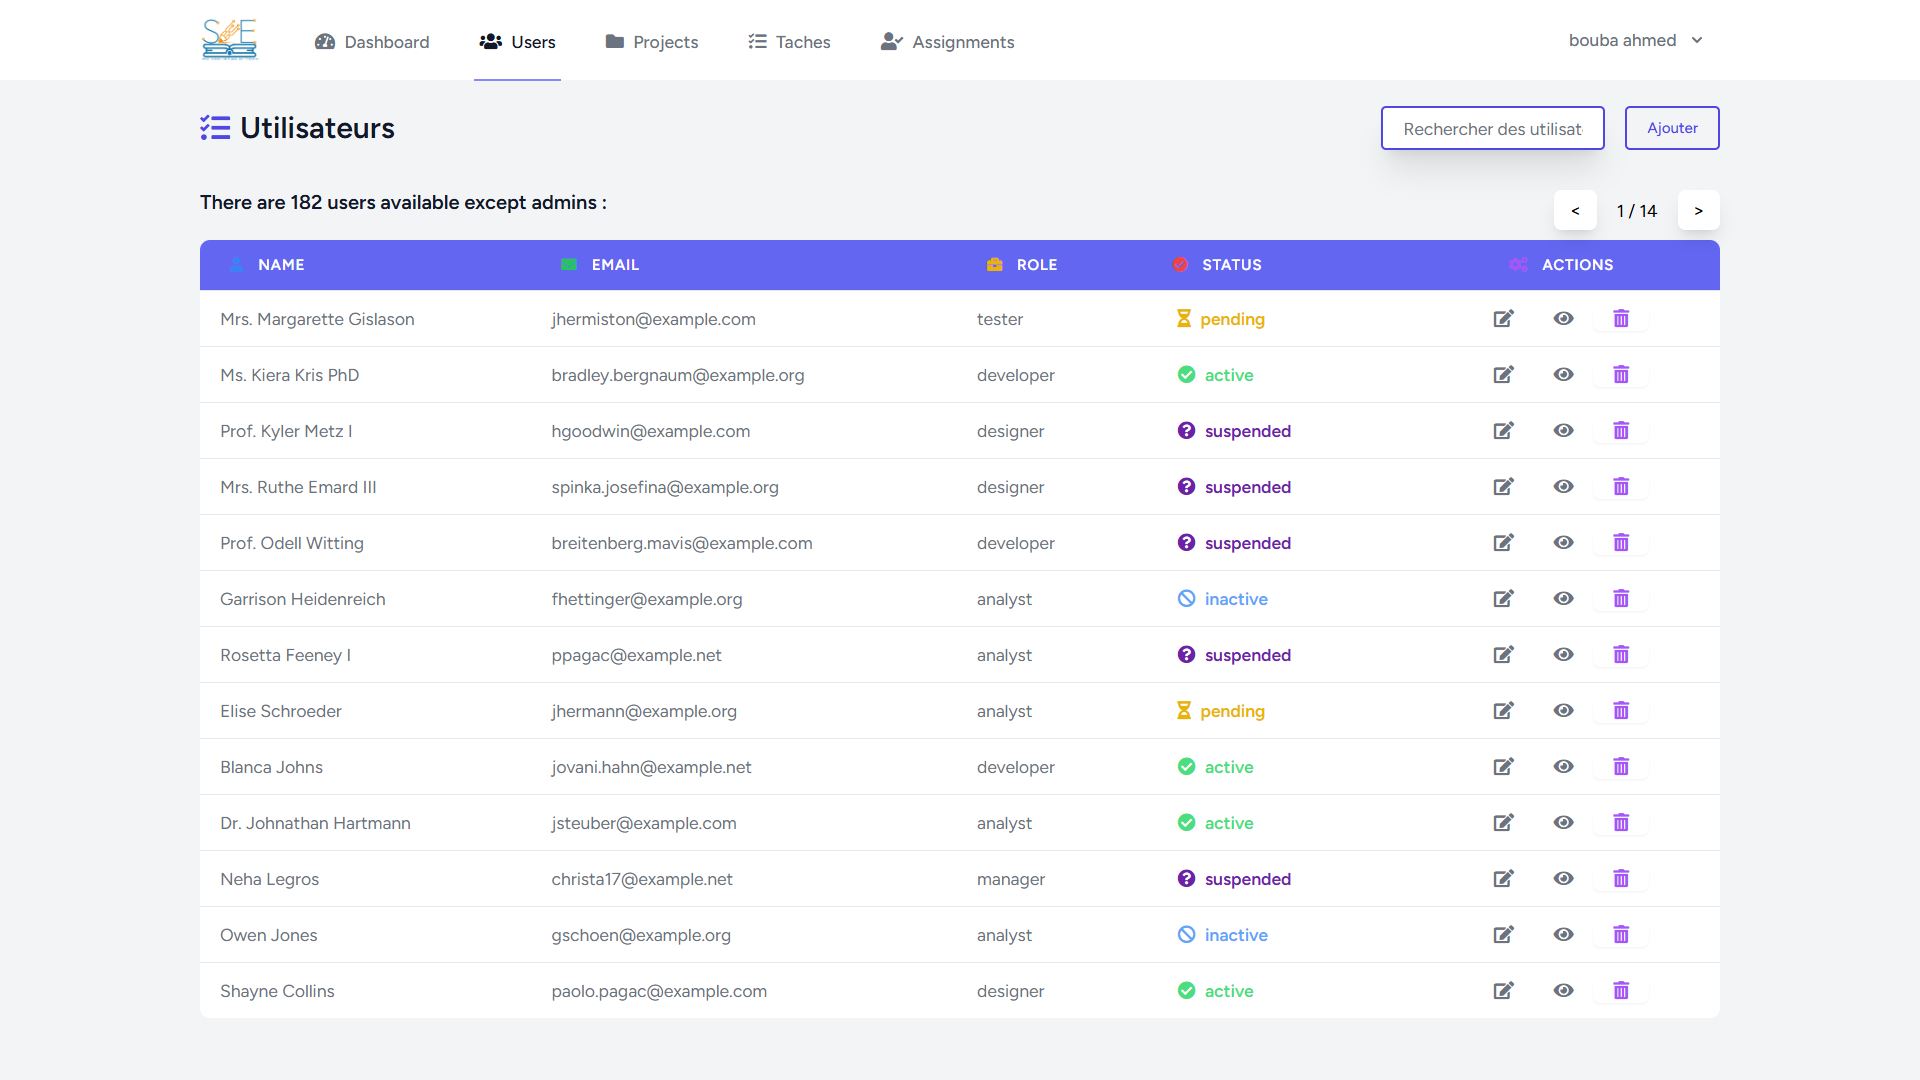 S E
Dashboard Users Projects Taches Assignments bouba ahmed
Utilisateurs Rechercher des utilisat Ajouter
There are 182 users available except admins : < 1 / 14 >
NAME EMAIL ROLE STATUS ACTIONS
Mrs. Margarette Gislason jhermiston@example.com tester pending
Ms. Kiera Kris PhD bradley.bergnaum@example.org developer active
Prof. Kyler Metz I hgoodwin@example.com designer suspended
Mrs. Ruthe Emard III spinka.josefina@example.org designer suspended
Prof. Odell Witting breitenberg.mavis@example.com developer suspended
Garrison Heidenreich fhettinger@example.org analyst inactive
Rosetta Feeney I ppagac@example.net analyst suspended
Elise Schroeder jhermann@example.org analyst pending
Blanca Johns jovani.hahn@example.net developer active
Dr. Johnathan Hartmann jsteuber@example.com analyst active
Neha Legros christa17@example.net manager suspended
Owen Jones gschoen@example.org analyst inactive
Shayne Collins paolo.pagac@example.com designer active